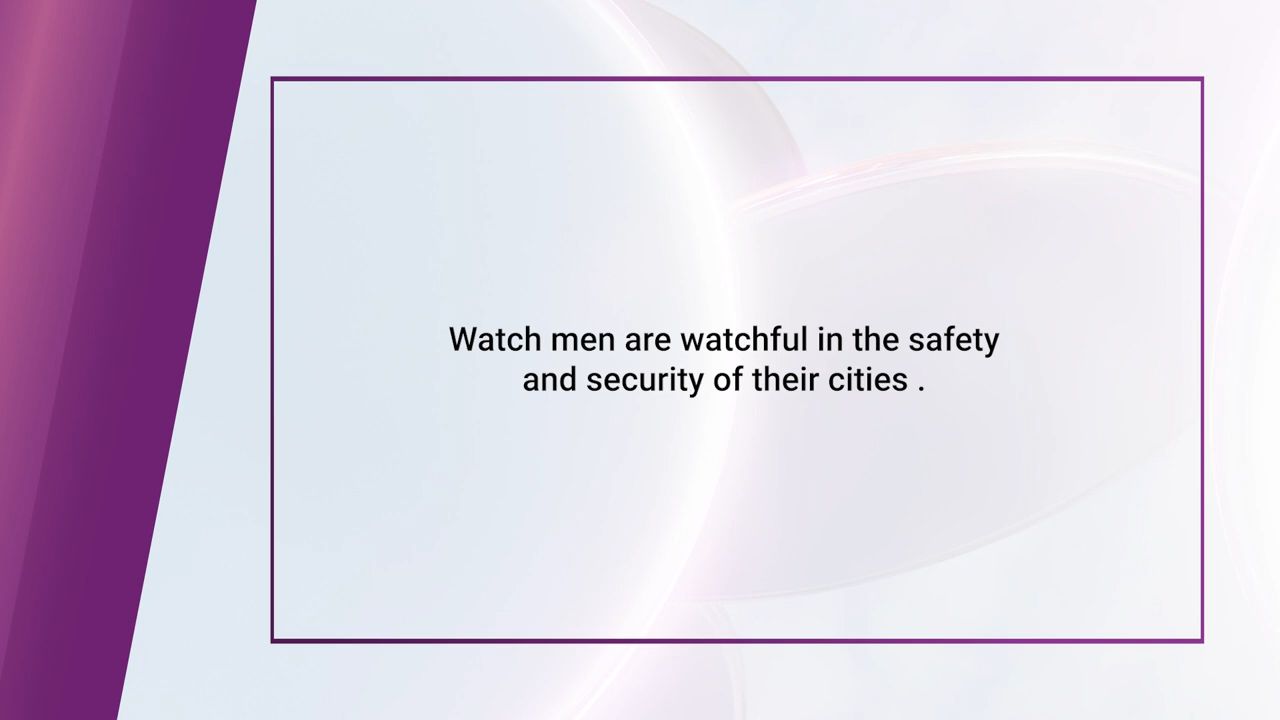 Watch men are watchful in the safety
and security of their cities .